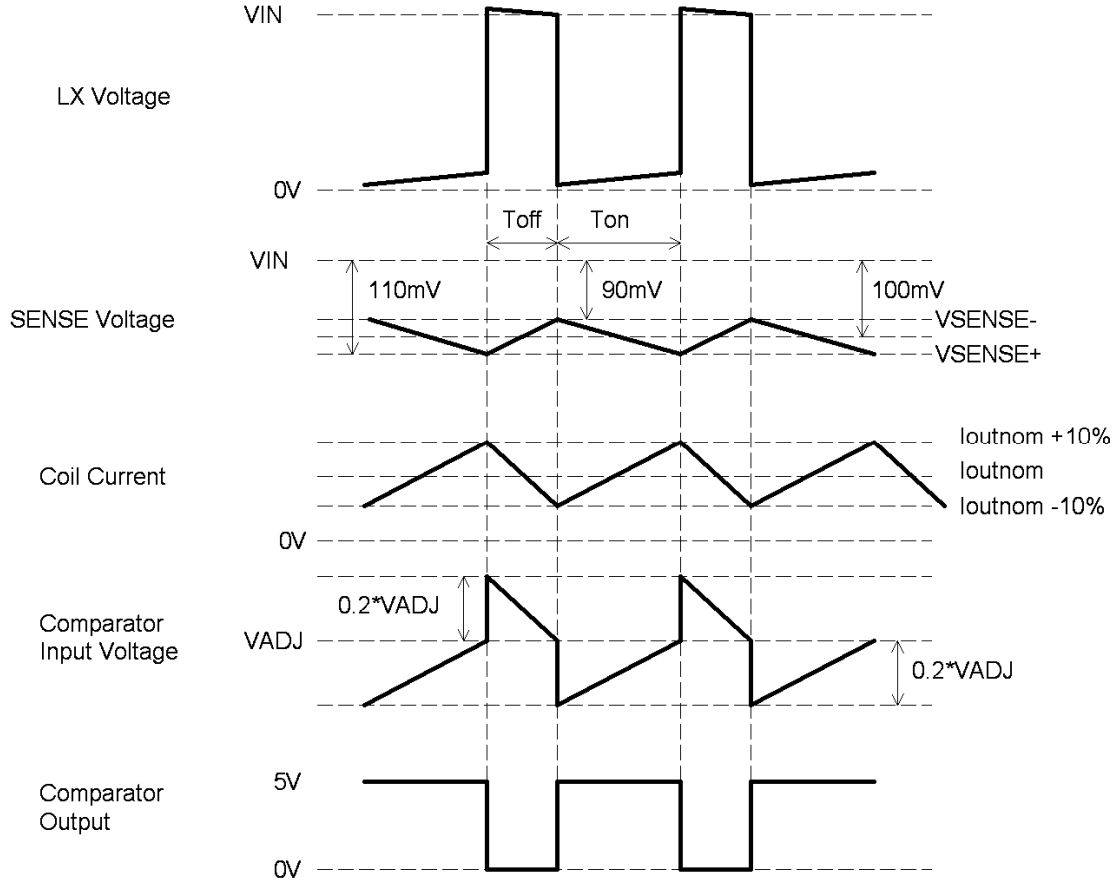 VIN
LX Voltage
0V
Toff
Ton
VIN
110mV
90mV
100mV
SENSE Voltage
VSENSE-
VSENSE+
Ioutnom +10%
Coil Current
Ioutnom
Ioutnom -10%
0V
0.2*VADJ
Comparator
Input Voltage
VADJ
0.2*VADJ
5V
Comparator
Output
0V